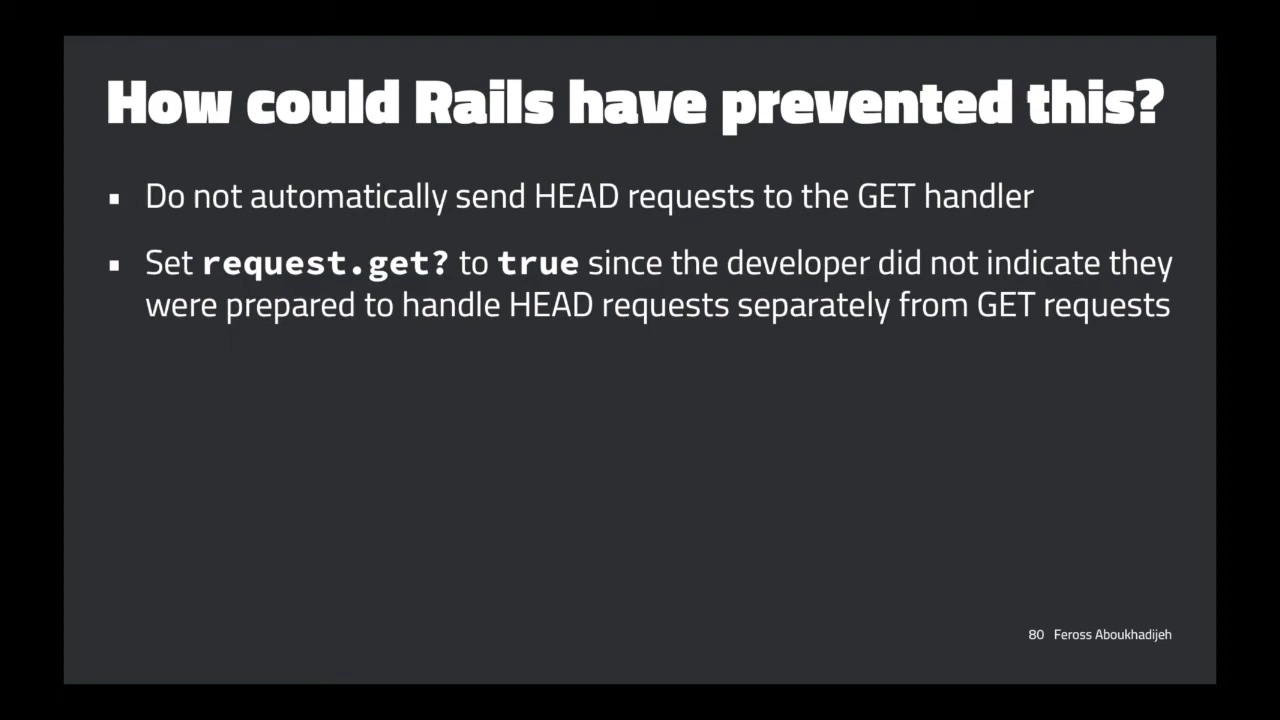 How could Rails have prevented this?
▪ Do not automatically send HEAD requests to the GET handler
▪ Set request.get? to true since the developer did not indicate they
were prepared to handle HEAD requests separately from GET requests
80 Feross Aboukhadijeh